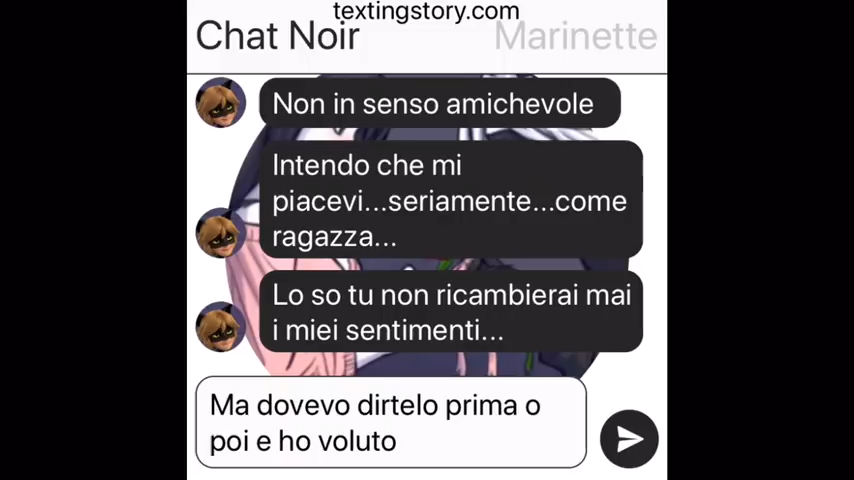 textingstory.com
Chat Noir
Marinette
Non in senso amichevole
Intendo che mi
piacevi...seriamente...come
ragazza...
Lo so tu non ricambierai mai
i miei sentimenti...
Ma dovevo dirtelo prima o
poi e ho voluto